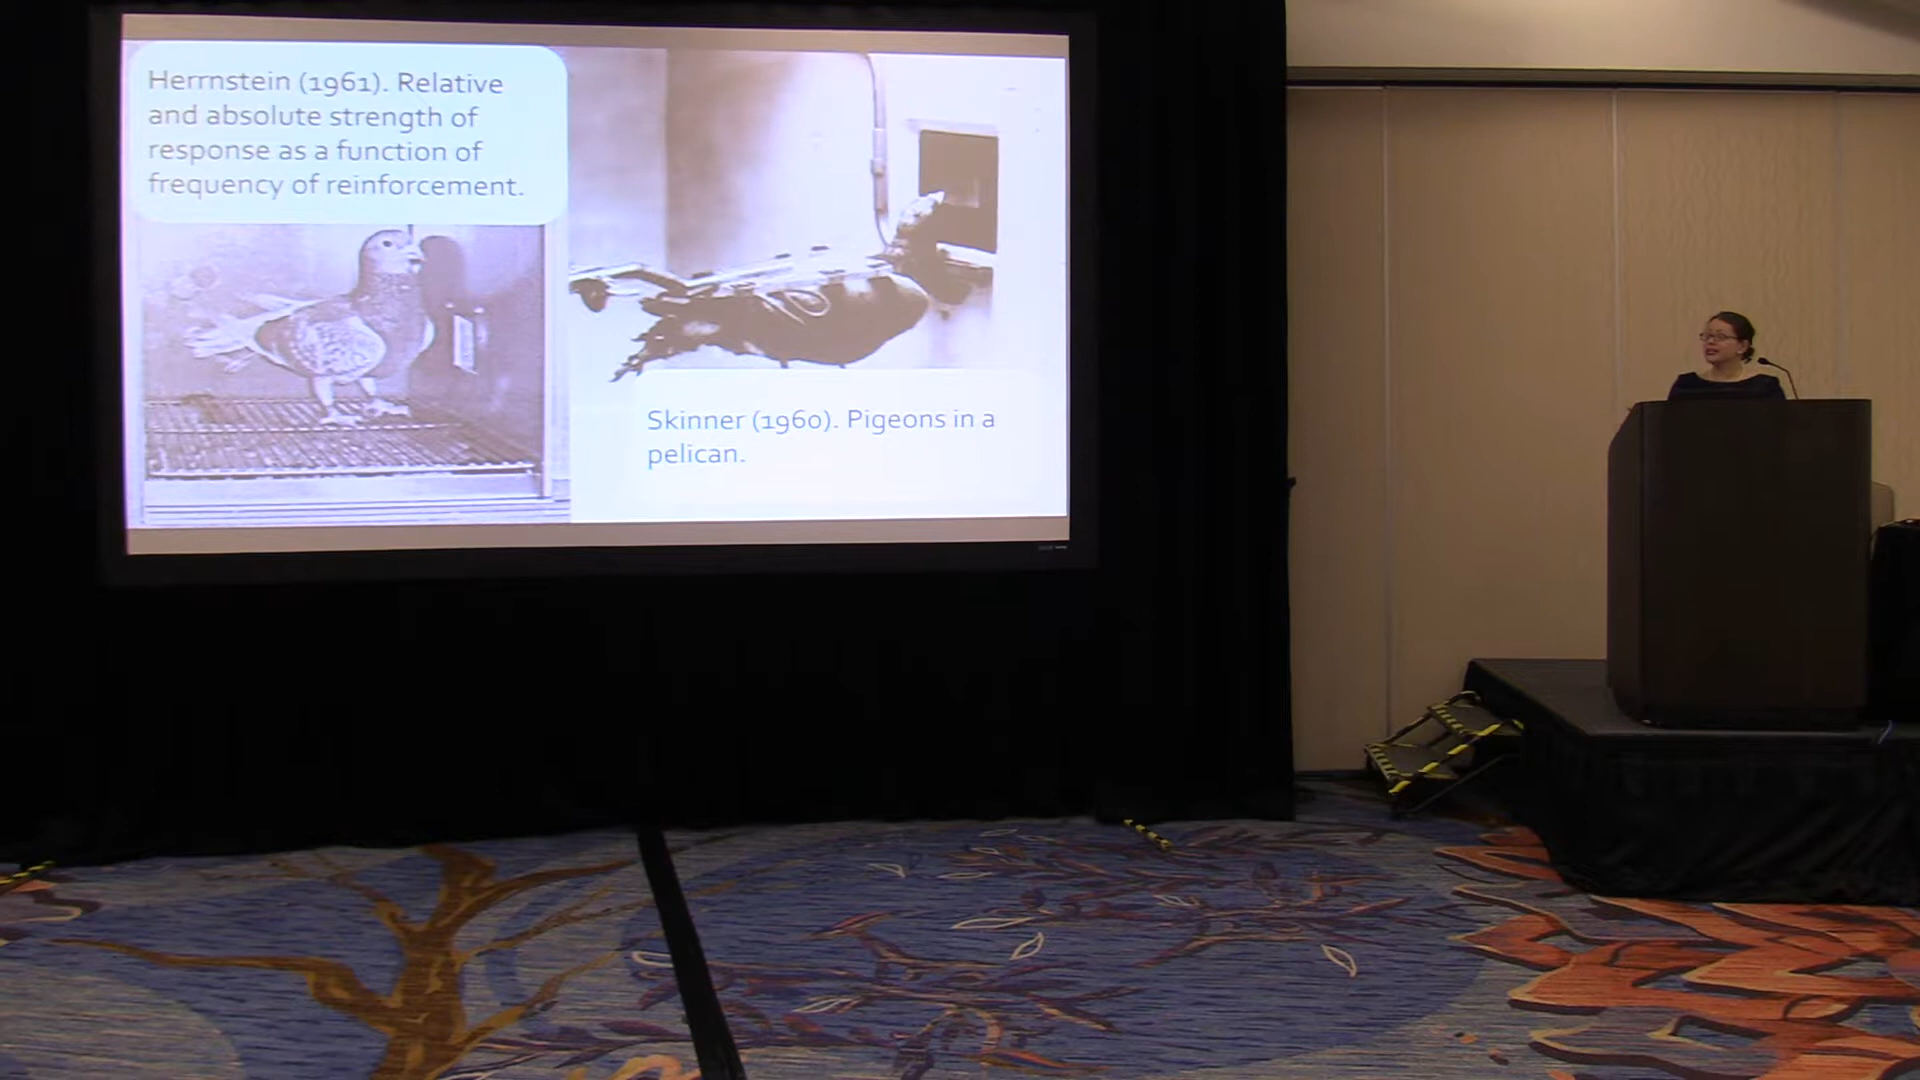 Herrnstein (1961). Relative
and absolute strength of
response as a function of
frequency of reinforcement.
Skinner (1960). Pigeons in a
pelican.